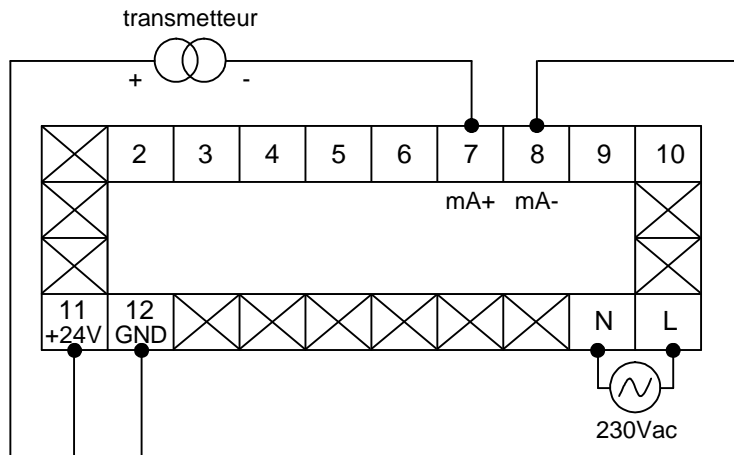 transmetteur
+ -
2 3 4 5 6 7 8 9 10
mA+ mA-
11 12 N L
+24V GND
230Vac